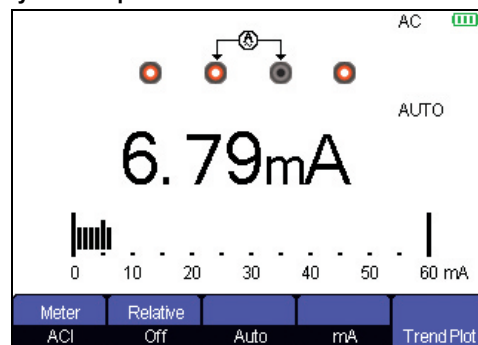 AC
A
AUTO
6.79mA
0 10 20 30 40 50 60 mA
Meter Relative
ACI Off Auto mA Trend Plot